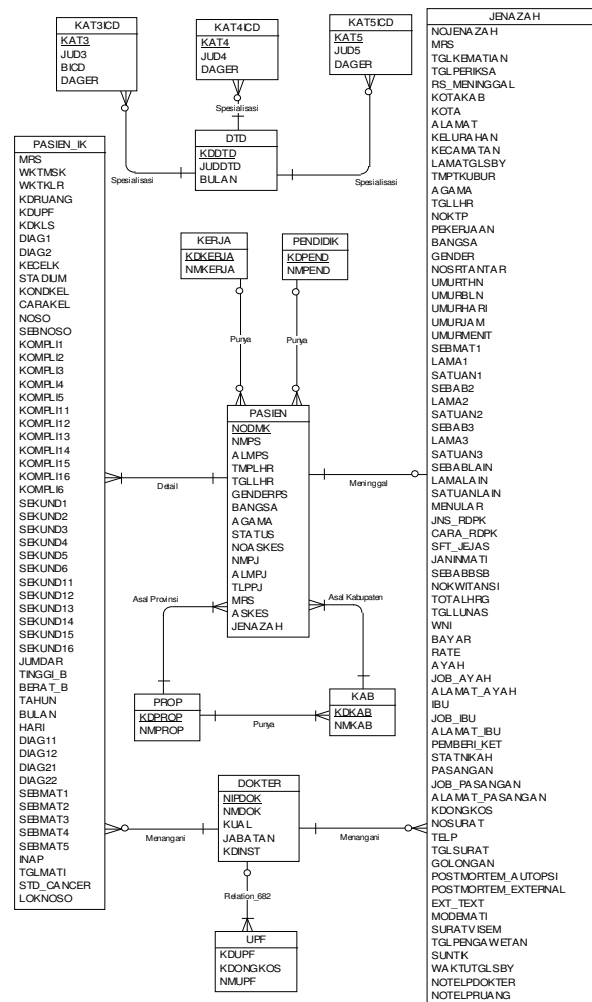 KAT3ICD
KAT3
JUD3
BICD
DAGER
KAT4ICD
KAT4
JUD4
DAGER
KAT5ICD
KAT5
JUD5
DAGER
Spesialisasi
Spesialisasi
Spesialisasi
DTD
KDDTD
JUDDTD
BULAN
PASIEN_IK
MRS
WKTMSK
WKTKLR
KDRUANG
KDUPF
KDKLS
DIAG1
DIAG2
KECELK
STADIUM
KONDKEL
CARAKEL
NOSO
SEBNOSO
KOMPLI1
KOMPLI2
KOMPLI3
KOMPLI4
KOMPLI5
KOMPLI11
KOMPLI12
KOMPLI13
KOMPLI14
KOMPLI15
KOMPLI16
KOMPLI6
SEKUND1
SEKUND2
SEKUND3
SEKUND4
SEKUND5
SEKUND6
SEKUND11
SEKUND12
SEKUND13
SEKUND14
SEKUND15
SEKUND16
JUMDAR
TINGGI_B
BERAT_B
TAHUN
BULAN
HARI
DIAG11
DIAG12
DIAG21
DIAG22
SEBMAT1
SEBMAT2
SEBMAT3
SEBMAT4
SEBMAT5
INAP
TGLMATI
STD_CANCER
LOKNOSO
KERJA
KDKERJA
NMKERJA
PENDIDIK
KDPEND
NMPEND
Punya
Punya
PASIEN
NODMK
NMPS
ALMPS
TMPLHR
TGLLHR
GENDERPS
BANGSA
AGAMA
STATUS
NOASKES
NMPJ
ALMPJ
TLPPJ
MRS
ASKES
JENAZAH
Detail
Meninggal
Asal Provinsi
Asal Kabupaten
PROP
KDPROP
NMPROP
Punya
KAB
KDKAB
NMKAB
DOKTER
NIPDOK
NMDOK
KUAL
JABATAN
KDINST
Menangani
Menangani
Relation_682
UPF
KDUPF
KDONGKOS
NMUPF
JENAZAH
NOJENAZAH
MRS
TGLKEMATIAN
TGLPERIKSA
RS_MENINGGAL
KOTAKAB
KOTA
ALAMAT
KELURAHAN
KECAMATAN
LAMATGLSBY
TMPTKUBUR
AGAMA
TGLLHR
NOKTP
PEKERJAAN
BANGSA
GENDER
NOSRTANTAR
UMURTHN
UMURBLN
UMURHARI
UMURJAM
UMURMENIT
SEBMAT1
LAMA1
SATUAN1
SEBAB2
LAMA2
SATUAN2
SEBAB3
LAMA3
SATUAN3
SEBABLAIN
LAMALAIN
SATUANLAIN
MENULAR
JNS_RDPK
CARA_RDPK
SFT_JEJAS
JANINMATI
SEBABBSB
NOKWITANSI
TOTALHRG
TGLLUNAS
WNI
BAYAR
RATE
AYAH
JOB_AYAH
ALAMAT_AYAH
IBU
JOB_IBU
ALAMAT_IBU
PEMBERI_KET
STATNIKAH
PASANGAN
JOB_PASANGAN
ALAMAT_PASANGAN
KDONGKOS
NOSURAT
TELP
TGLSURAT
GOLONGAN
POSTMORTEM_AUTOPSI
POSTMORTEM_EXTERNAL
EXT_TEXT
MODEMATI
SURATVISEM
TGLPENGAWETAN
SUNTIK
WAKTUTGLSBY
NOTELPDOKTER
NOTELPRUANG